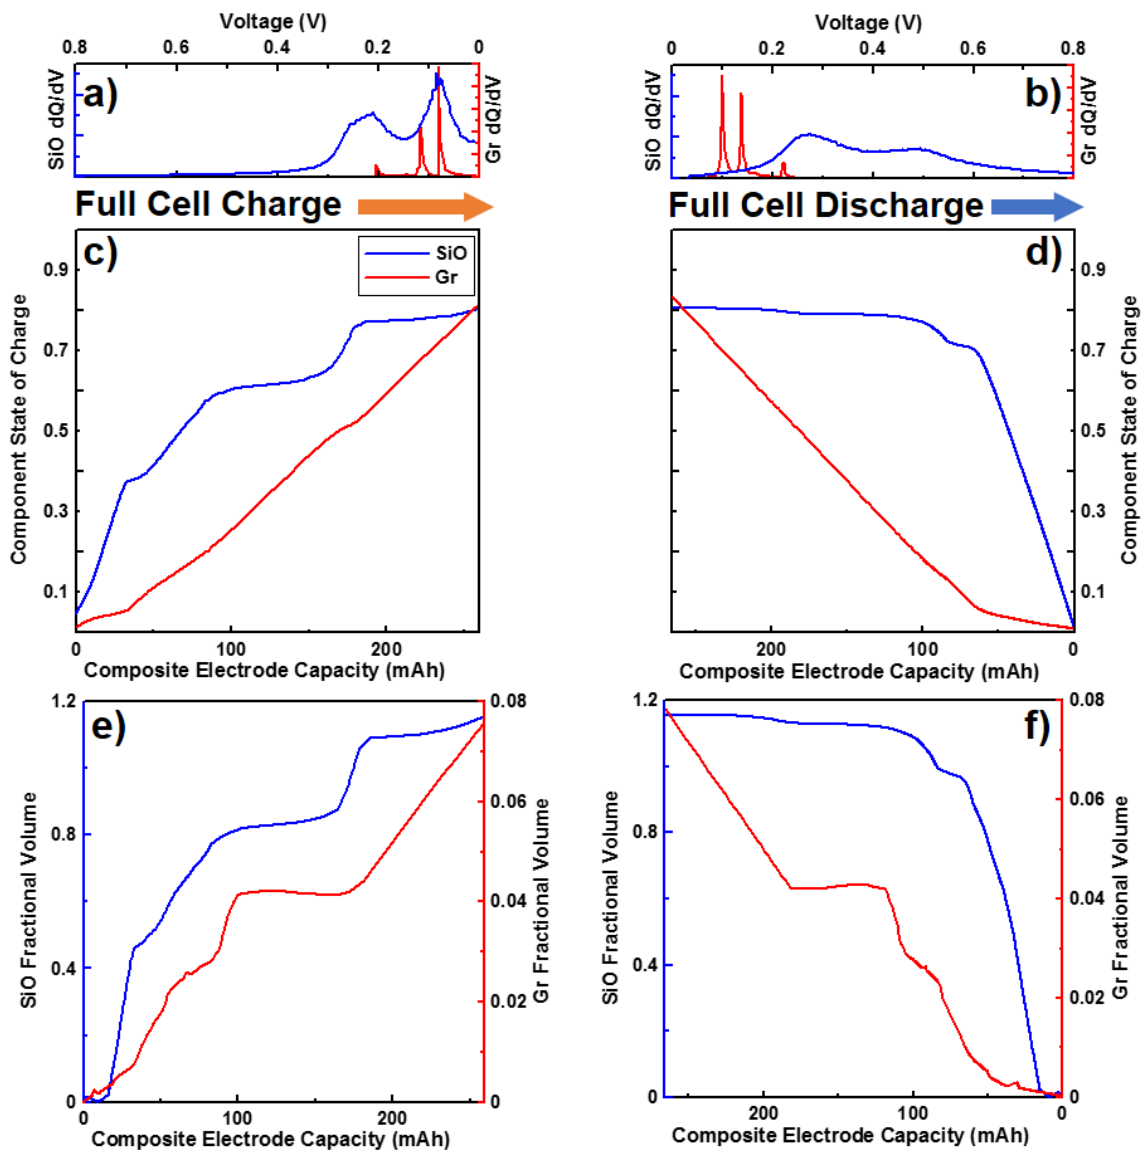 Voltage (V)
0.8 0.6 0.4 0.2 0
SiO dQ/dV
a)
Gr dQ/dV
Voltage (V)
0 0.2 0.4 0.6 0.8
SiO dQ/dV
b)
Gr dQ/dV
Full Cell Charge
Full Cell Discharge
c)
SiO
Gr
Component State of Charge
0.9
0.7
0.5
0.3
0.1
0 100 200
Composite Electrode Capacity (mAh)
d)
0.9
0.7
0.5
0.3
0.1
Component State of Charge
200 100 0
Composite Electrode Capacity (mAh)
e)
SiO Fractional Volume
1.2
0.8
0.4
0
0.08
0.06
0.04
0.02
0
Gr Fractional Volume
0 100 200
Composite Electrode Capacity (mAh)
f)
SiO Fractional Volume
1.2
0.8
0.4
0
0.08
0.06
0.04
0.02
0
Gr Fractional Volume
200 100 0
Composite Electrode Capacity (mAh)